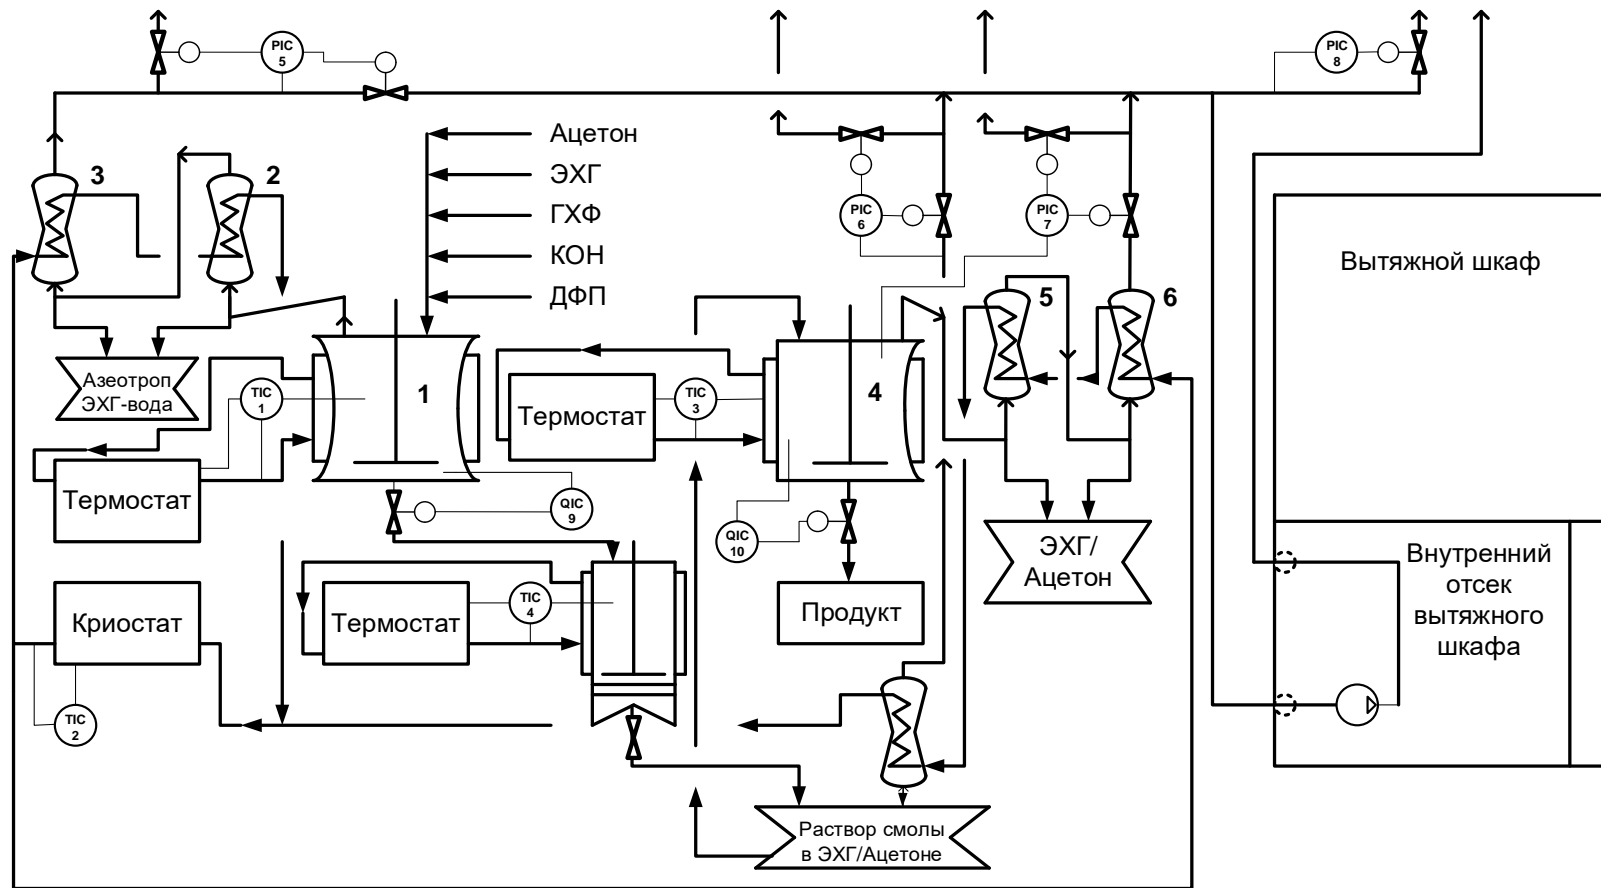 PIC
5
PIC
8
Ацетон
ЭХГ
ГХФ
КОН
ДФП
3
2
PIC
6
PIC
7
Вытяжной шкаф
5
6
Азеотроп
ЭХГ-вода
TIC
1
1
Термостат
TIC
3
4
Термостат
QIC
9
QIC
10
ЭХГ/
Ацетон
Внутренний
отсек
вытяжного
шкафа
Криостат
Термостат
TIC
4
Продукт
TIC
2
Раствор смолы
в ЭХГ/Ацетоне